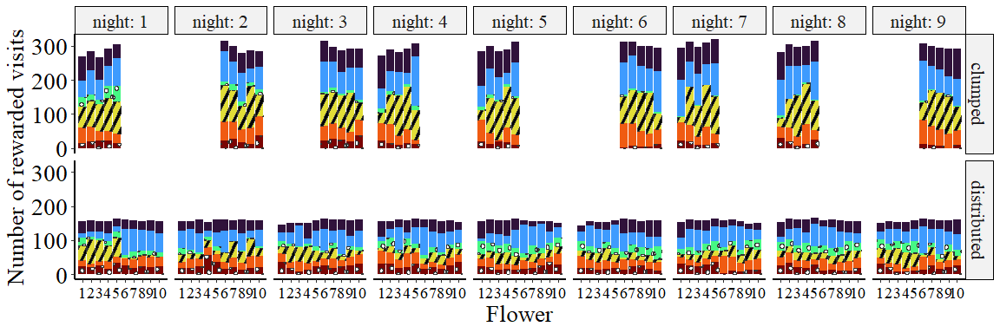 night: 1 night: 2 night: 3 night: 4 night: 5 night: 6 night: 7 night: 8 night: 9
Number of rewarded visits
300
200
100
0
clumped
300
200
100
0
distributed
12345678910 12345678910 12345678910 12345678910 12345678910 12345678910 12345678910 12345678910 12345678910
Flower